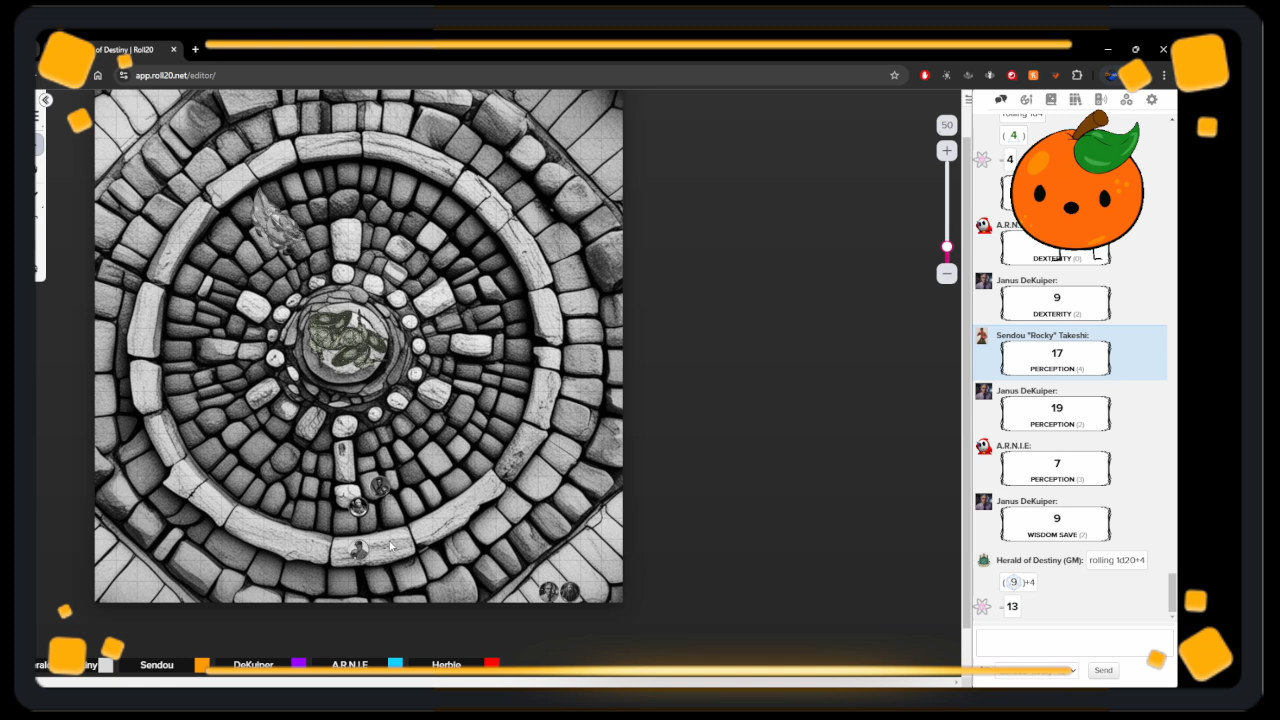 of Destiny | Roll20
app.roll20.net/editor/
50
rolling 1d4
( 4 )
= 4
A.R.N.
DEXTERITY (0)
Janus DeKuiper:
9
DEXTERITY (2)
Sendou "Rocky" Takeshi:
17
PERCEPTION (4)
Janus DeKuiper:
19
PERCEPTION (2)
A.R.N.I.E:
7
PERCEPTION (3)
Janus DeKuiper:
9
WISDOM SAVE (2)
Herald of Destiny (GM): rolling 1d20+4
( 9 )+4
= 13
Sendou
DeKuiper
A.R.N.I.E
Herbie
Send